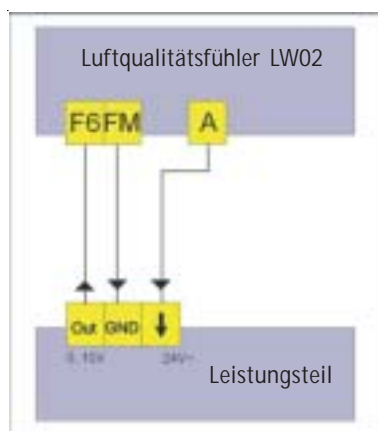 Luftqualitätsfühler LW02
F6 FM A
Out GND ↓
0..10V 24V~
Leistungsteil